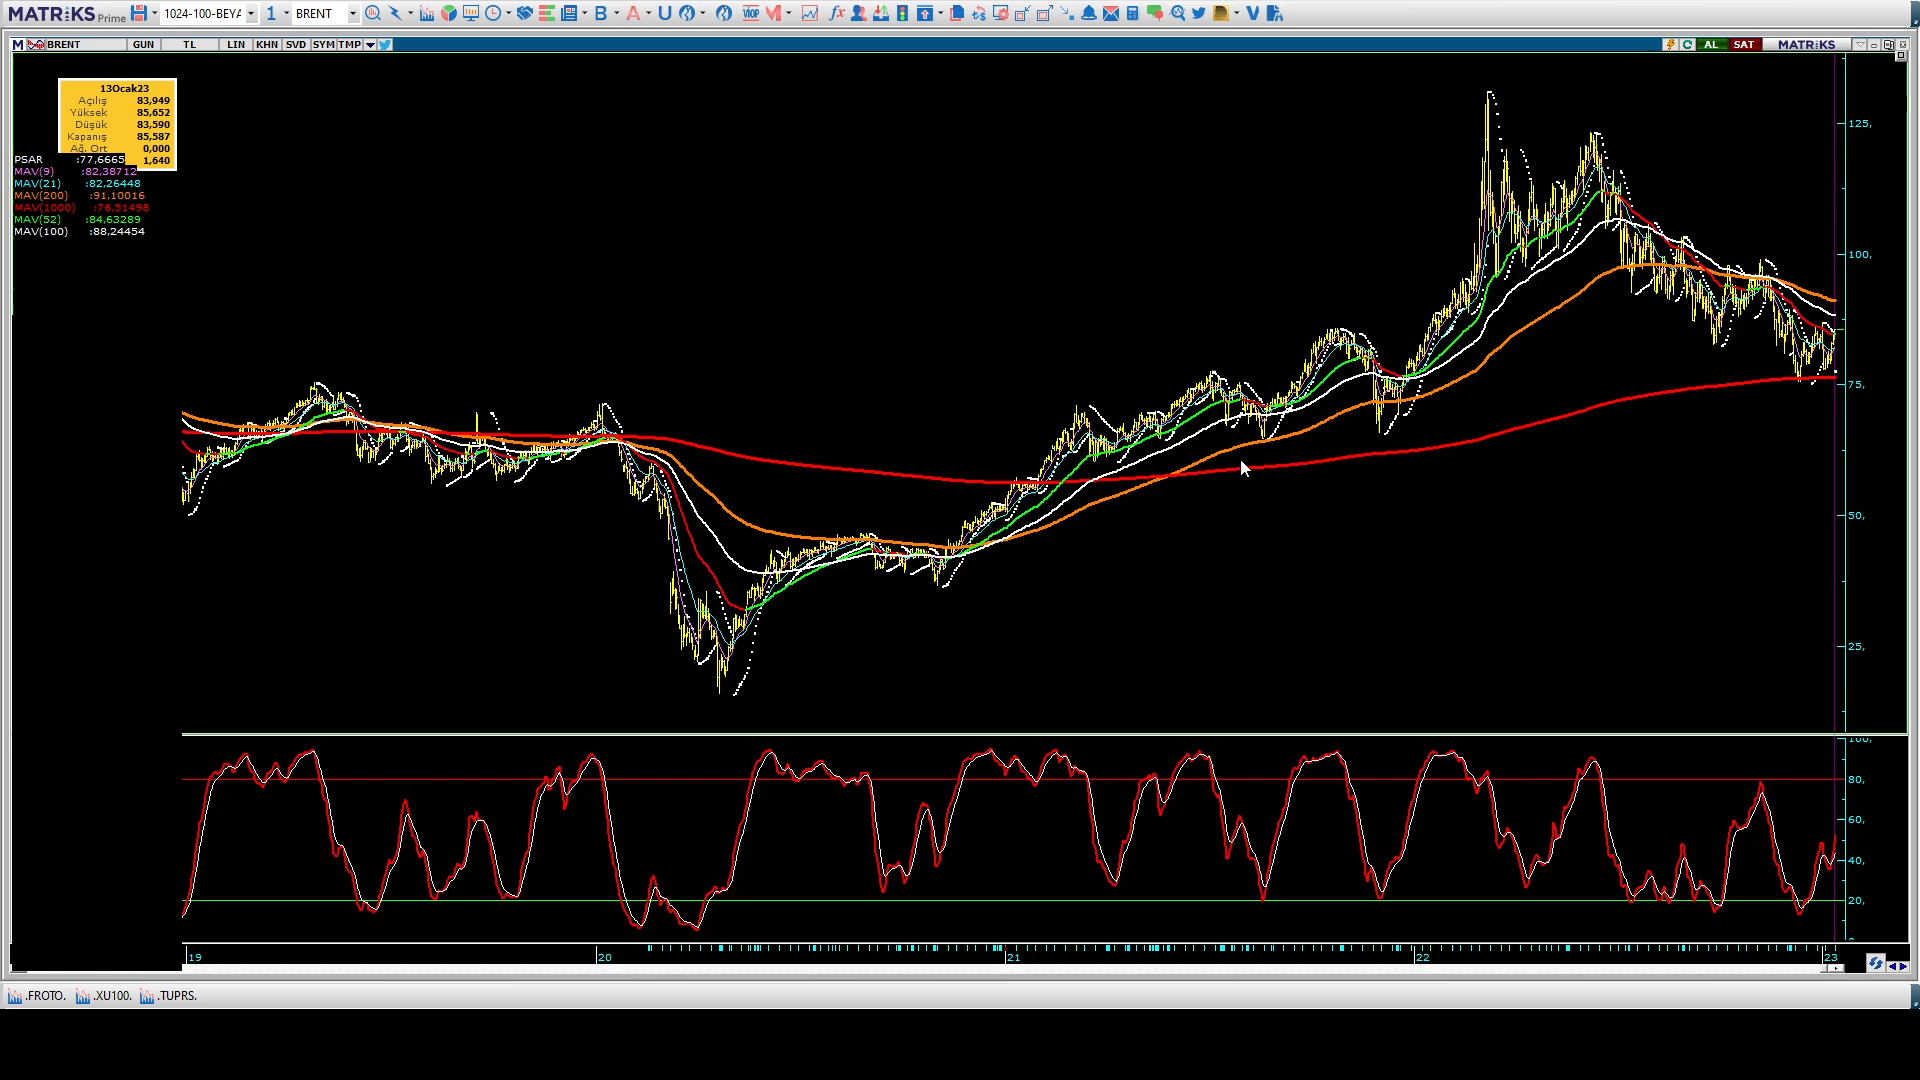 MATRiKS Prime 1024-100-BEYA 1 BRENT B A U VIOP M fx V
M BRENT GUN TL LIN KHN SVD SYM TMP AL SAT MATRiKS
13Ocak23
Açılış 83,949
Yüksek 85,652
Düşük 83,590
Kapanış 85,587
Ağ. Ort 0,000
1,640
PSAR :77,6665
MAV(9) :82,38712
MAV(21) :82,26448
MAV(200) :91,10016
MAV(1000) :76,51498
MAV(52) :84,63289
MAV(100) :88,24454
125,
100,
75,
50,
25,
100,
80,
60,
40,
20,
19 20 21 22 23
.FROTO. .XU100. .TUPRS.